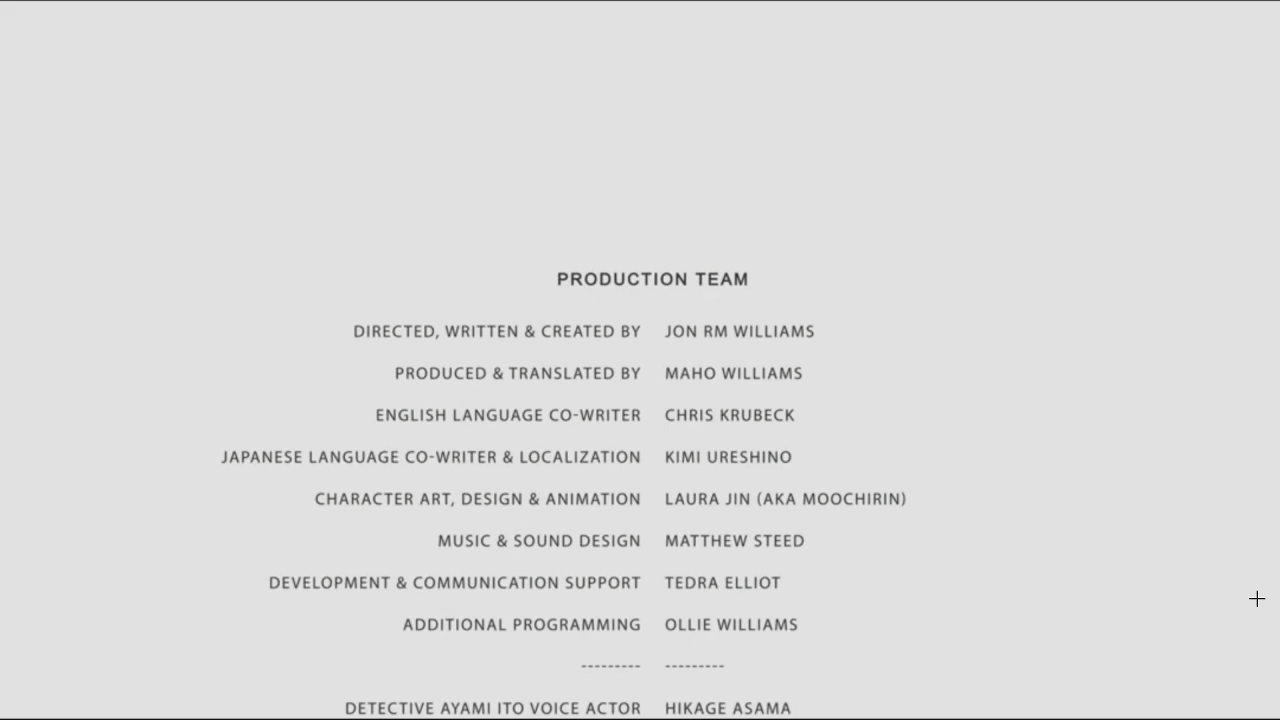 PRODUCTION TEAM
DIRECTED, WRITTEN & CREATED BY JON RM WILLIAMS
PRODUCED & TRANSLATED BY MAHO WILLIAMS
ENGLISH LANGUAGE CO-WRITER CHRIS KRUBECK
JAPANESE LANGUAGE CO-WRITER & LOCALIZATION KIMI URESHINO
CHARACTER ART, DESIGN & ANIMATION LAURA JIN (AKA MOOCHIRIN)
MUSIC & SOUND DESIGN MATTHEW STEED
DEVELOPMENT & COMMUNICATION SUPPORT TEDRA ELLIOT
ADDITIONAL PROGRAMMING OLLIE WILLIAMS
--------- ---------
DETECTIVE AYAMI ITO VOICE ACTOR HIKAGE ASAMA